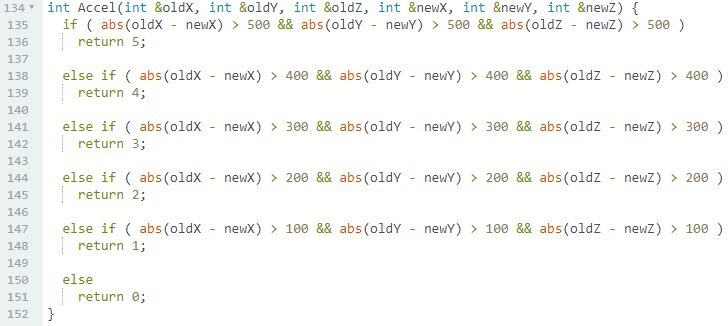 134 int Accel(int &oldX, int &oldY, int &oldZ, int &newX, int &newY, int &newZ) {
135 if ( abs(oldX - newX) > 500 && abs(oldY - newY) > 500 && abs(oldZ - newZ) > 500 )
136 return 5;
137
138 else if ( abs(oldX - newX) > 400 && abs(oldY - newY) > 400 && abs(oldZ - newZ) > 400 )
139 return 4;
140
141 else if ( abs(oldX - newX) > 300 && abs(oldY - newY) > 300 && abs(oldZ - newZ) > 300 )
142 return 3;
143
144 else if ( abs(oldX - newX) > 200 && abs(oldY - newY) > 200 && abs(oldZ - newZ) > 200 )
145 return 2;
146
147 else if ( abs(oldX - newX) > 100 && abs(oldY - newY) > 100 && abs(oldZ - newZ) > 100 )
148 return 1;
149
150 else
151 return 0;
152 }